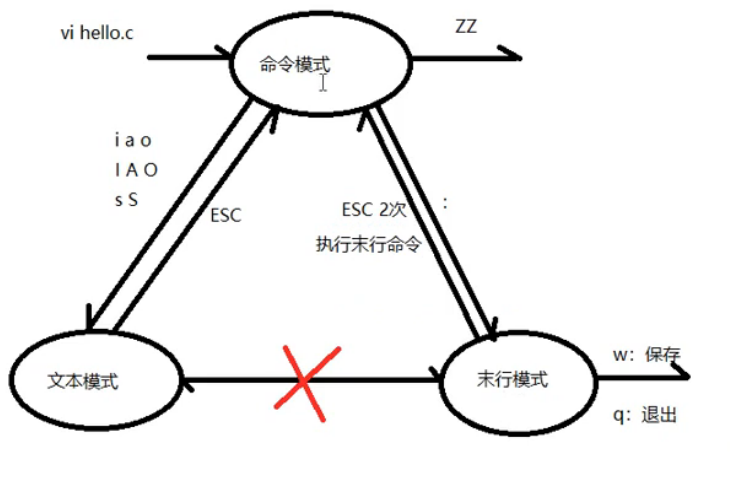 vi hello.c
ZZ
命令模式
i a o
I A O
s S
ESC
ESC 2次
:
执行末行命令
文本模式
末行模式
w：保存
q：退出